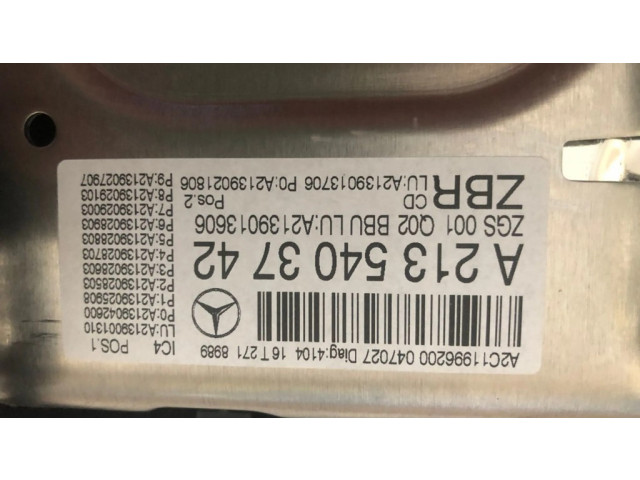 A2C11996200 047027 Diag:4104 16 T 271 8989
A 213 540 37 42
ZGS 001 Q02 BBU LU:A2139013606
ZBR
CD Pos.2
LU:A2139013706 P0:A2139021806
IC4 POS.1
LU:A2139001310
P0:A2139042600
P1:A2139025908
P2:A2139028503
P3:A2139028603
P4:A2139028703
P5:A2139028803
P6:A2139028903
P7:A2139029003
P8:A2139029103
P9:A2139027907